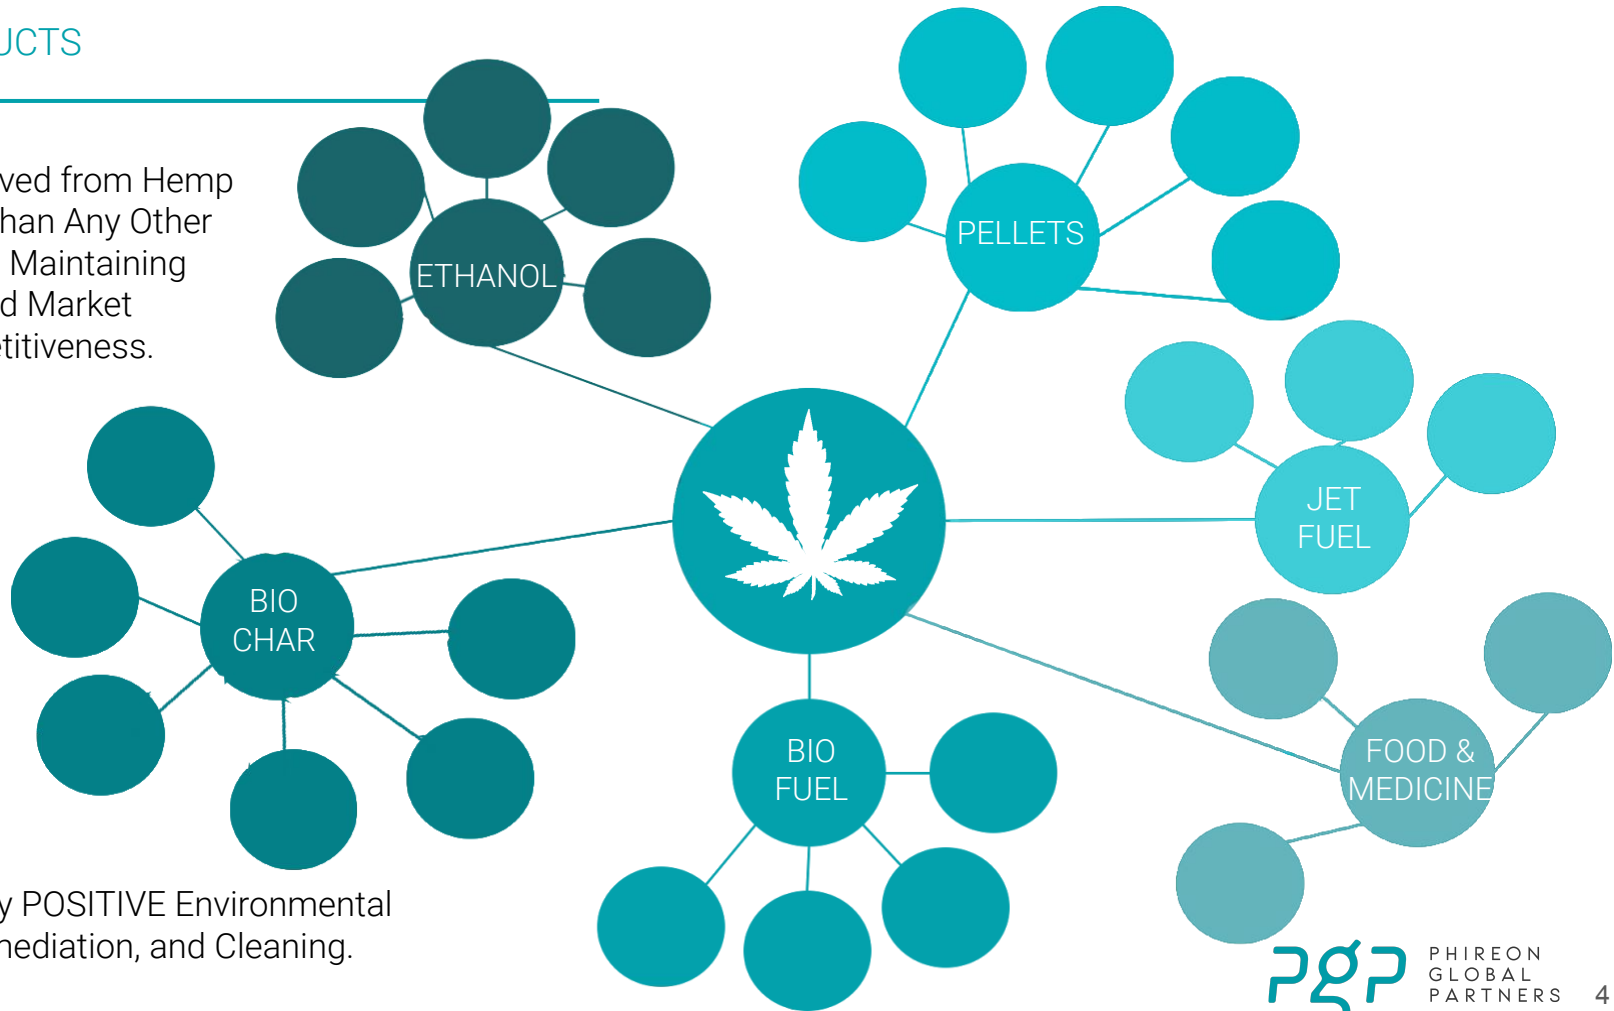 UCTS
ved from Hemp
han Any Other
Maintaining
d Market
etitiveness.
ETHANOL
PELLETS
JET
FUEL
BIO
CHAR
BIO
FUEL
FOOD &
MEDICINE
y POSITIVE Environmental
mediation, and Cleaning.
PGP
PHIREON
GLOBAL
PARTNERS
4